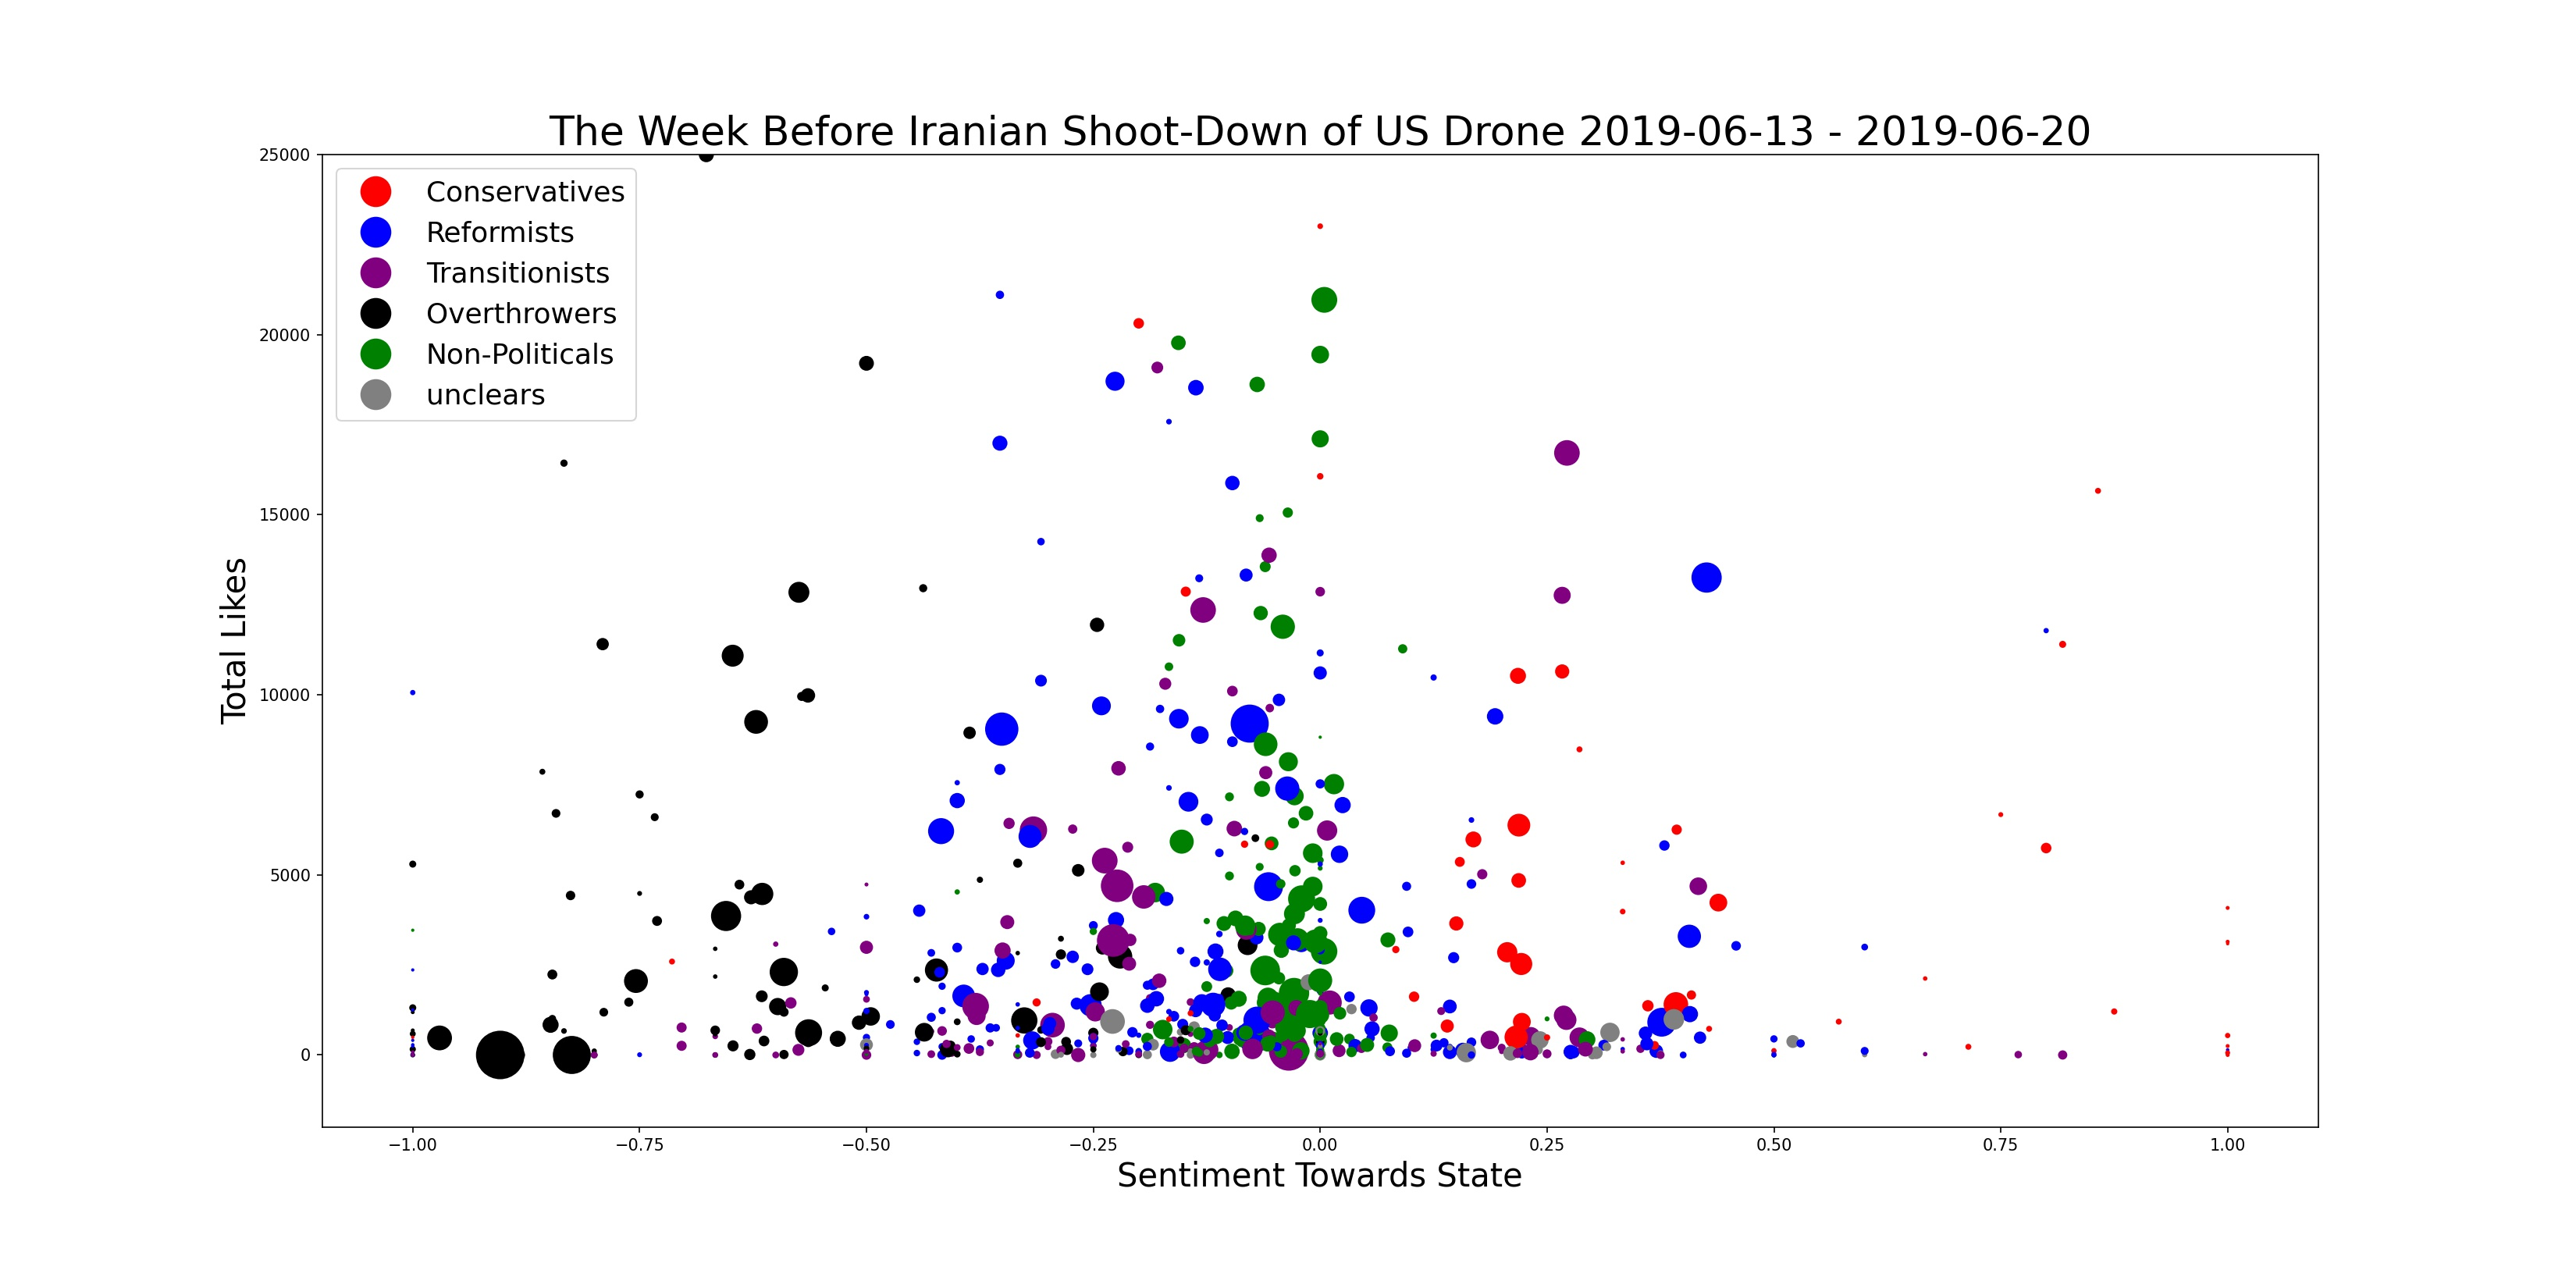 The Week Before Iranian Shoot-Down of US Drone 2019-06-13 - 2019-06-20
Conservatives
Reformists
Transitionists
Overthrowers
Non-Politicals
unclears
Total Likes
25000
20000
15000
10000
5000
0
−1.00
−0.75
−0.50
−0.25
0.00
0.25
0.50
0.75
1.00
Sentiment Towards State